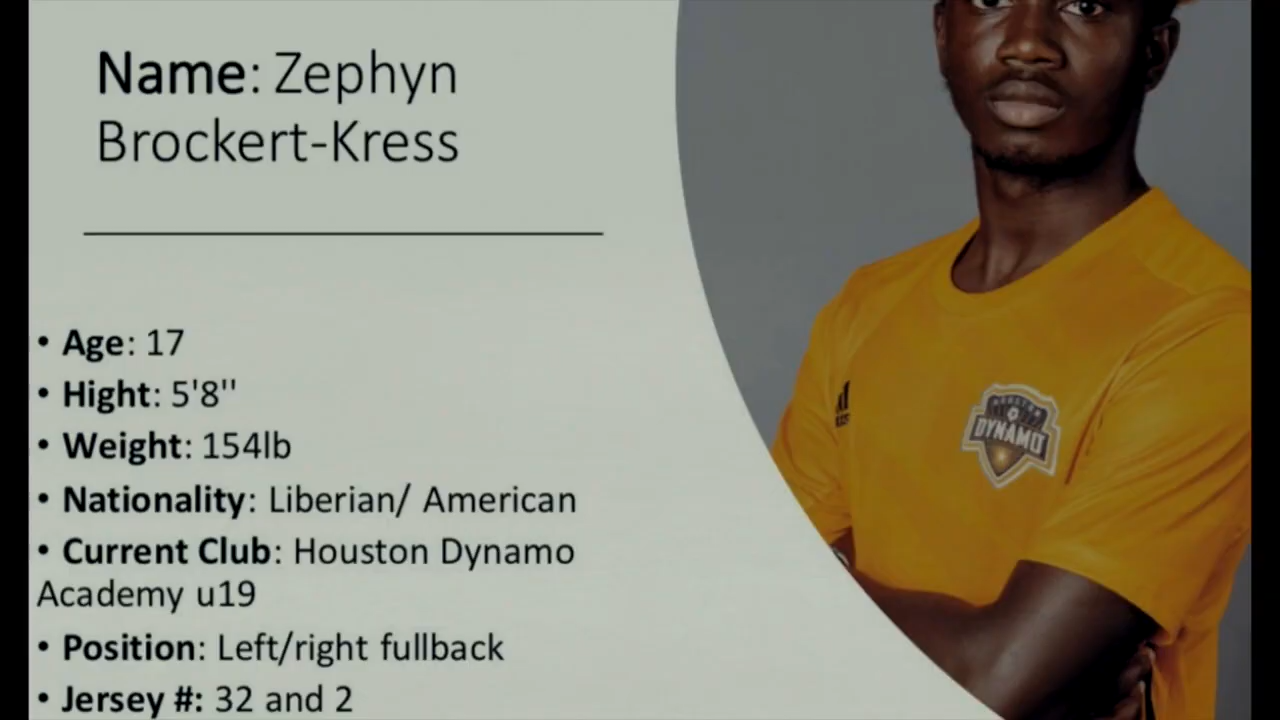 Name: Zephyn
Brockert-Kress
• Age: 17
• Hight: 5'8''
• Weight: 154lb
• Nationality: Liberian/ American
• Current Club: Houston Dynamo
Academy u19
• Position: Left/right fullback
• Jersey #: 32 and 2
HOUSTON
DYNAMO